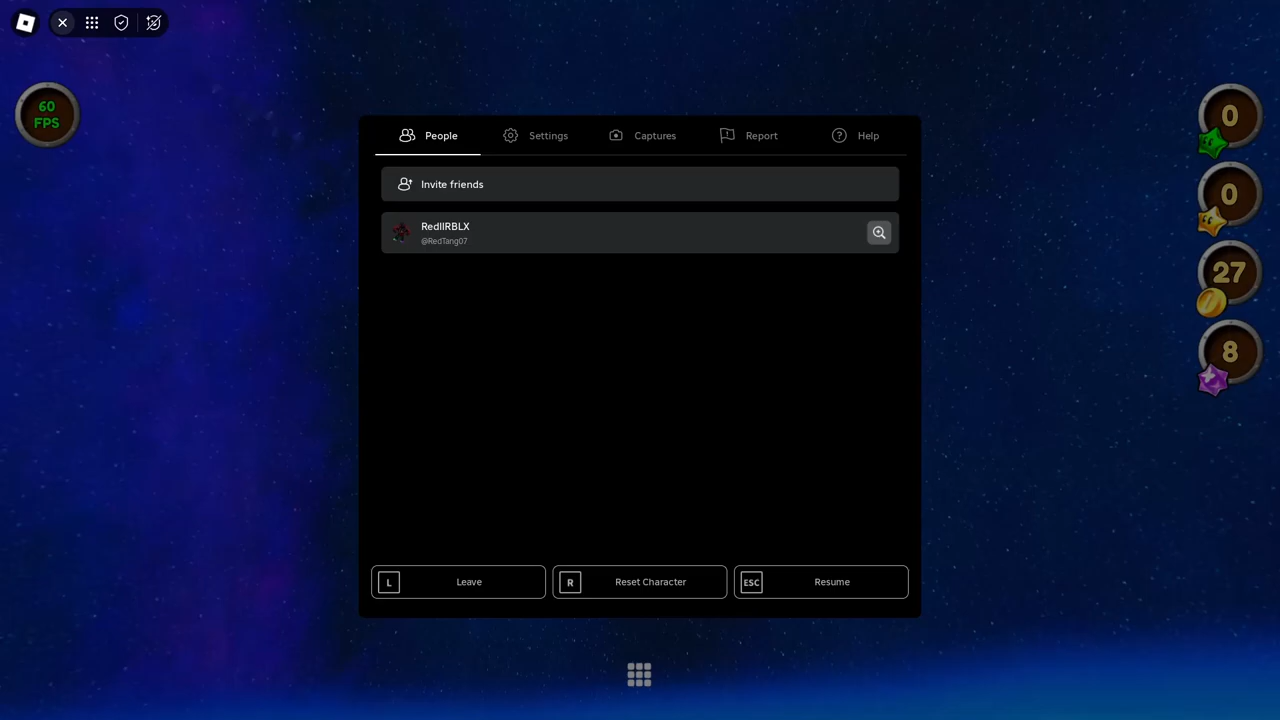 60
FPS
People
Settings
Captures
Report
Help
Invite friends
RedIIRBLX
@RedTang07
0
0
27
8
L
Leave
R
Reset Character
ESC
Resume